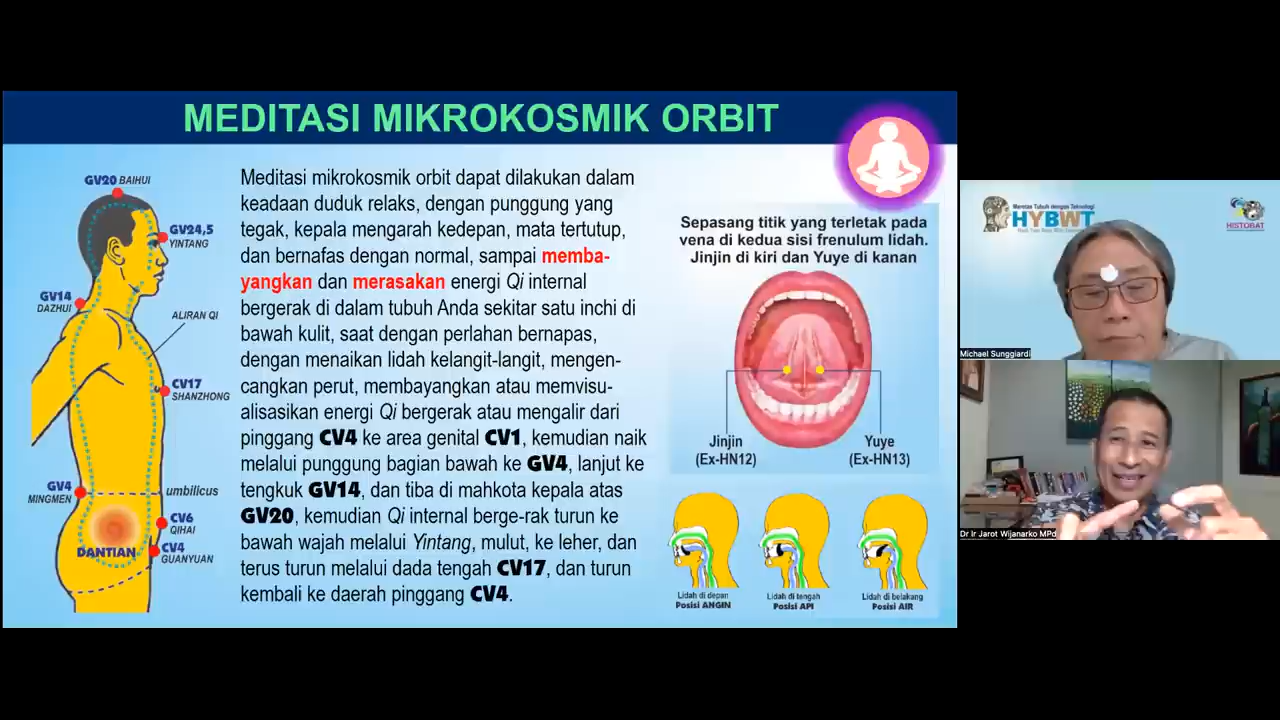 MEDITASI MIKROKOSMIK ORBIT
GV20 BAIHUI
GV24,5
YINTANG
GV14
DAZHUI
ALIRAN QI
CV17
SHANZHONG
GV4
MINGMEN
umbilicus
CV6
QIHAI
DANTIAN
CV4
GUANYUAN
Meditasi mikrokosmik orbit dapat dilakukan dalam
keadaan duduk relaks, dengan punggung yang
tegak, kepala mengarah kedepan, mata tertutup,
dan bernafas dengan normal, sampai memba-
yangkan dan merasakan energi Qi internal
bergerak di dalam tubuh Anda sekitar satu inchi di
bawah kulit, saat dengan perlahan bernapas,
dengan menaikan lidah kelangit-langit, mengen-
cangkan perut, membayangkan atau memvisu-
alisasikan energi Qi bergerak atau mengalir dari
pinggang CV4 ke area genital CV1, kemudian naik
melalui punggung bagian bawah ke GV4, lanjut ke
tengkuk GV14, dan tiba di mahkota kepala atas
GV20, kemudian Qi internal berge-rak turun ke
bawah wajah melalui Yintang, mulut, ke leher, dan
terus turun melalui dada tengah CV17, dan turun
kembali ke daerah pinggang CV4.
Sepasang titik yang terletak pada
vena di kedua sisi frenulum lidah.
Jinjin di kiri dan Yuye di kanan
Jinjin
(Ex-HN12)
Yuye
(Ex-HN13)
Lidah di depan
Posisi ANGIN
Lidah di tengah
Posisi API
Lidah di belakang
Posisi AIR
Meretas Tubuh dengan Teknologi
HYBWT
HISTOBAT
Michael Sunggiardi
Dr Ir Jarot Wijanarko MPd